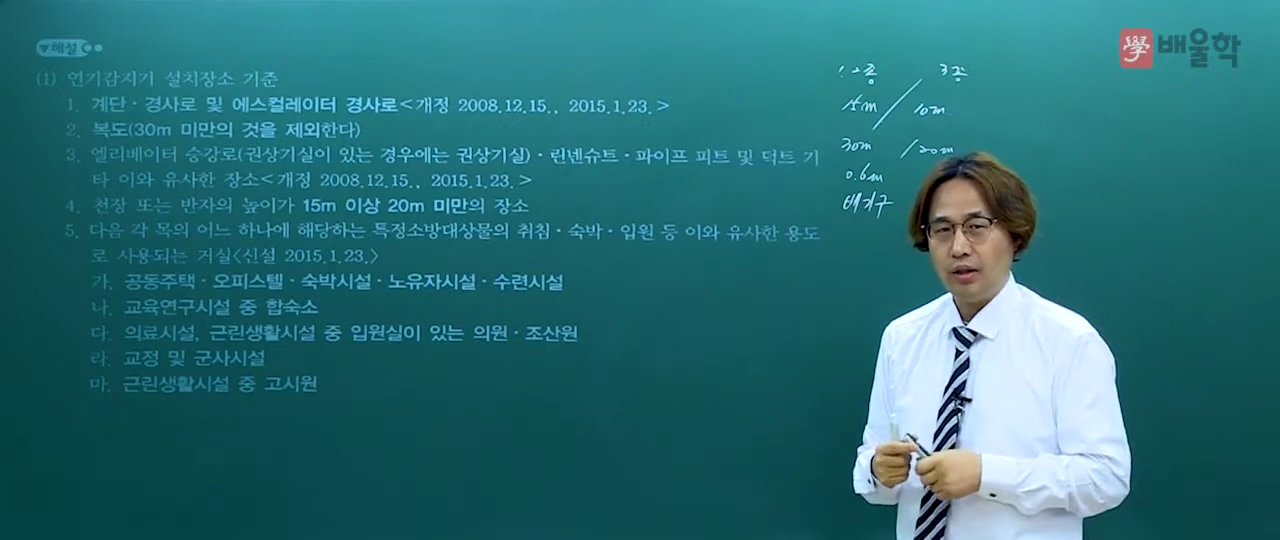 學 배울학
▼해설
(1) 연기감지기 설치장소 기준
1. 계단·경사로 및 에스컬레이터 경사로<개정 2008.12.15., 2015.1.23.>
2. 복도(30m 미만의 것을 제외한다)
3. 엘리베이터 승강로(권상기실이 있는 경우에는 권상기실)·린넨슈트·파이프 피트 및 덕트 기
타 이와 유사한 장소<개정 2008.12.15., 2015.1.23.>
4. 천장 또는 반자의 높이가 15m 이상 20m 미만의 장소
5. 다음 각 목의 어느 하나에 해당하는 특정소방대상물의 취침·숙박·입원 등 이와 유사한 용도
로 사용되는 거실<신설 2015.1.23.>
가. 공동주택·오피스텔·숙박시설·노유자시설·수련시설
나. 교육연구시설 중 합숙소
다. 의료시설, 근린생활시설 중 입원실이 있는 의원·조산원
라. 교정 및 군사시설
마. 근린생활시설 중 고시원
1.2종 3종
15m / 10m
30m / 20m
0.6m
배기구